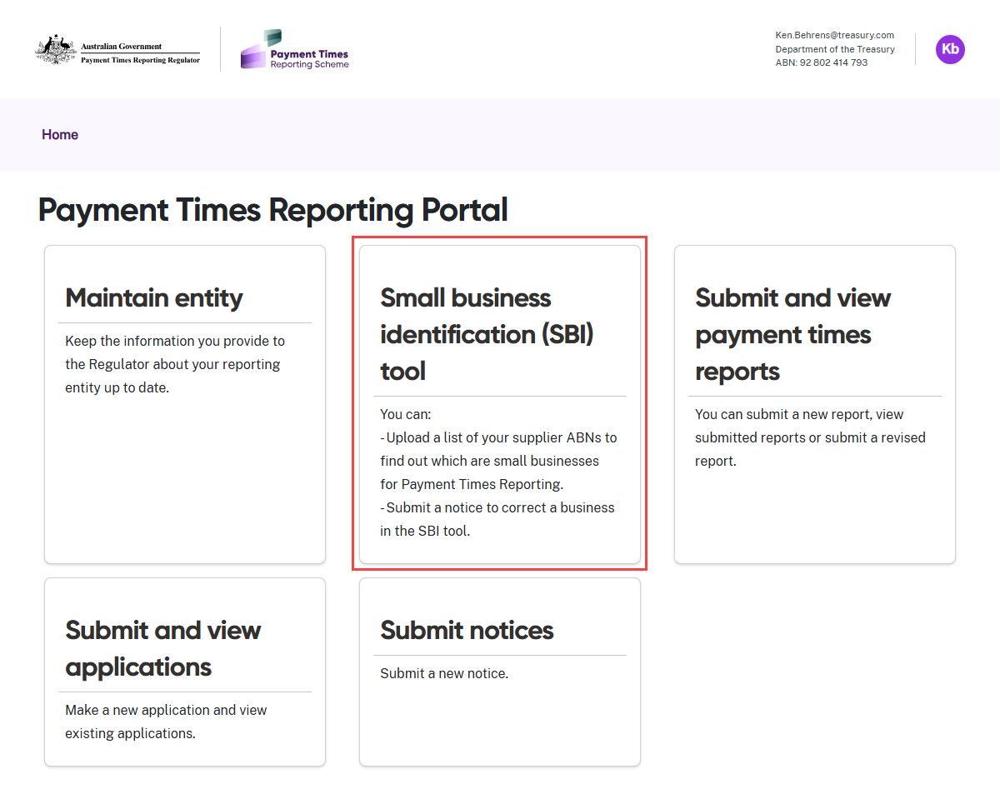 Australian Government
Payment Times Reporting Regulator
Payment Times
Reporting Scheme
Ken.Behrens@treasury.com
Department of the Treasury
ABN: 92 802 414 793
Kb
Home
Payment Times Reporting Portal
Maintain entity
Keep the information you provide to
the Regulator about your reporting
entity up to date.
Small business
identification (SBI)
tool
You can:
- Upload a list of your supplier ABNs to
find out which are small businesses
for Payment Times Reporting.
- Submit a notice to correct a business
in the SBI tool.
Submit and view
payment times
reports
You can submit a new report, view
submitted reports or submit a revised
report.
Submit and view
applications
Make a new application and view
existing applications.
Submit notices
Submit a new notice.